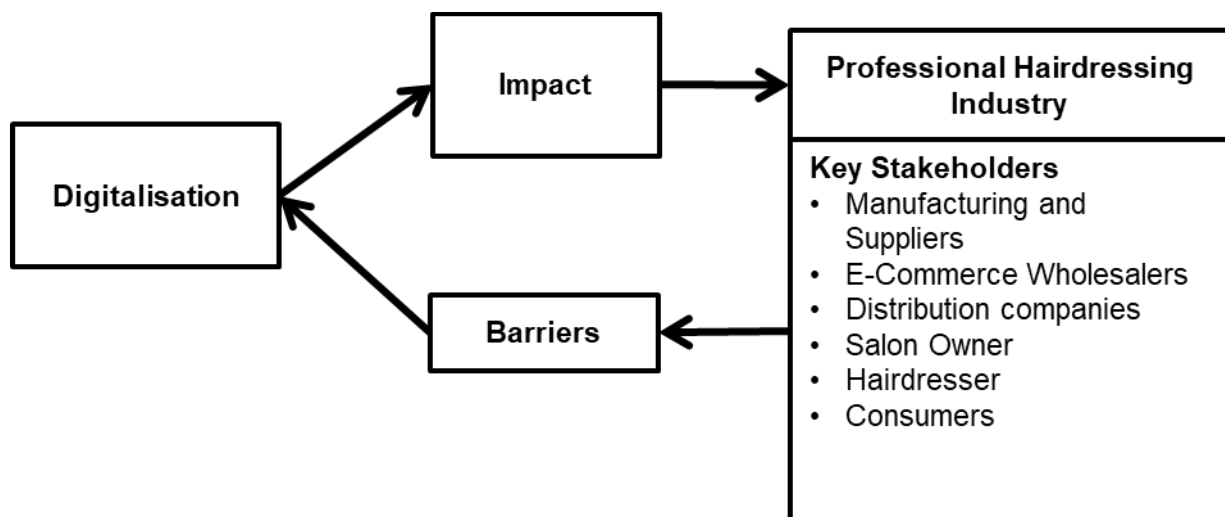 Digitalisation
Impact
Barriers
Professional Hairdressing
Industry
Key Stakeholders
• Manufacturing and
Suppliers
• E-Commerce Wholesalers
• Distribution companies
• Salon Owner
• Hairdresser
• Consumers